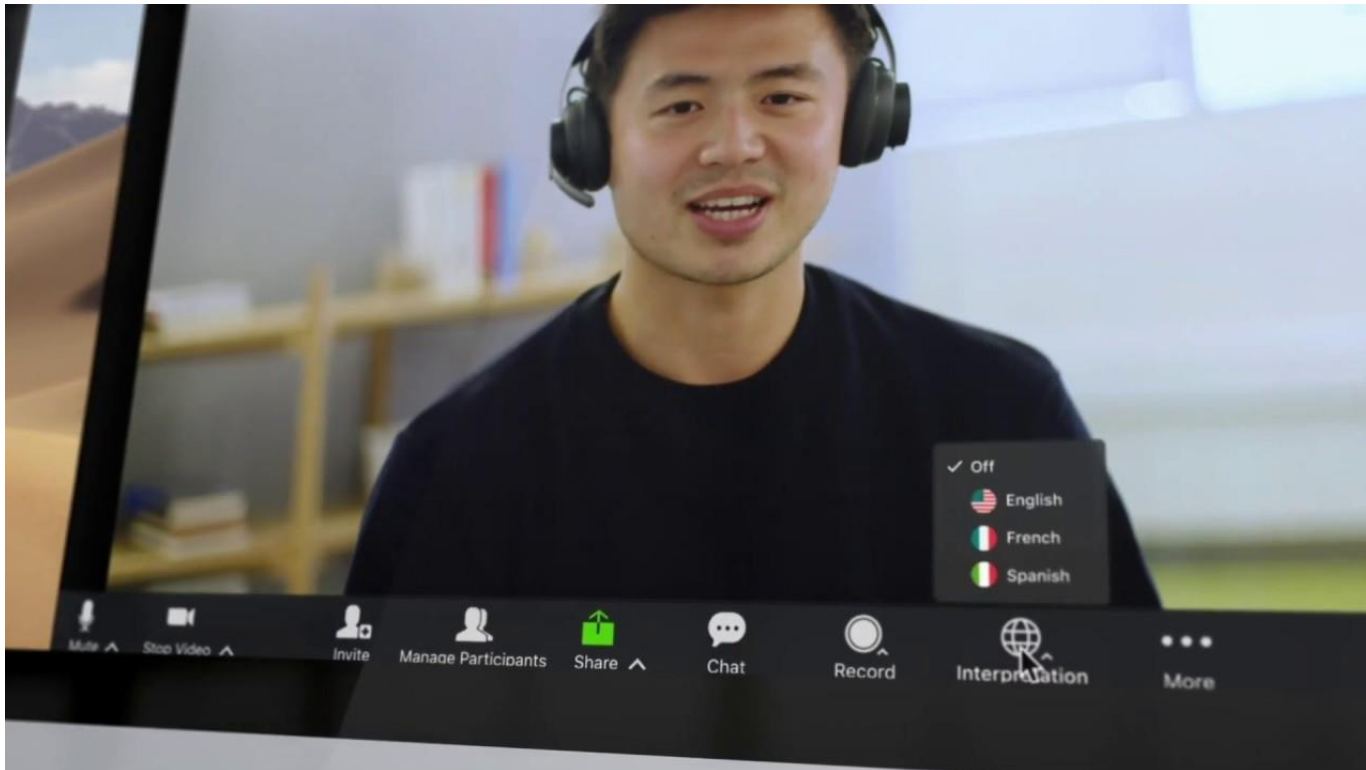 Off
English
French
Spanish
Mute
Stop Video
Invite
Manage Participants
Share
Chat
Record
Interpretation
More